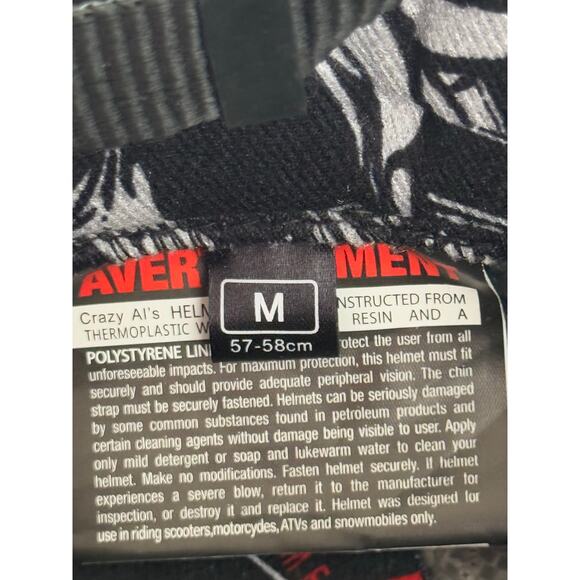 AVER MENT
M
57-58cm
Crazy Al's HELM NSTRUCTED FROM
THERMOPLASTIC W RESIN AND A
POLYSTYRENE LIN rotect the user from all
unforeseeable impacts. For maximum protection, this helmet must fit
securely and should provide adequate peripheral vision. The chin
strap must be securely fastened. Helmets can be seriously damaged
by some common substances found in petroleum products and
certain cleaning agents without damage being visible to user. Apply
only mild detergent or soap and lukewarm water to clean your
helmet. Make no modifications. Fasten helmet securely. If helmet
experiences a severe blow, return it to the manufacturer for
inspection, or destroy it and replace it. Helmet was designed for
use in riding scooters,motorcydes,ATVs and snowmobiles only.